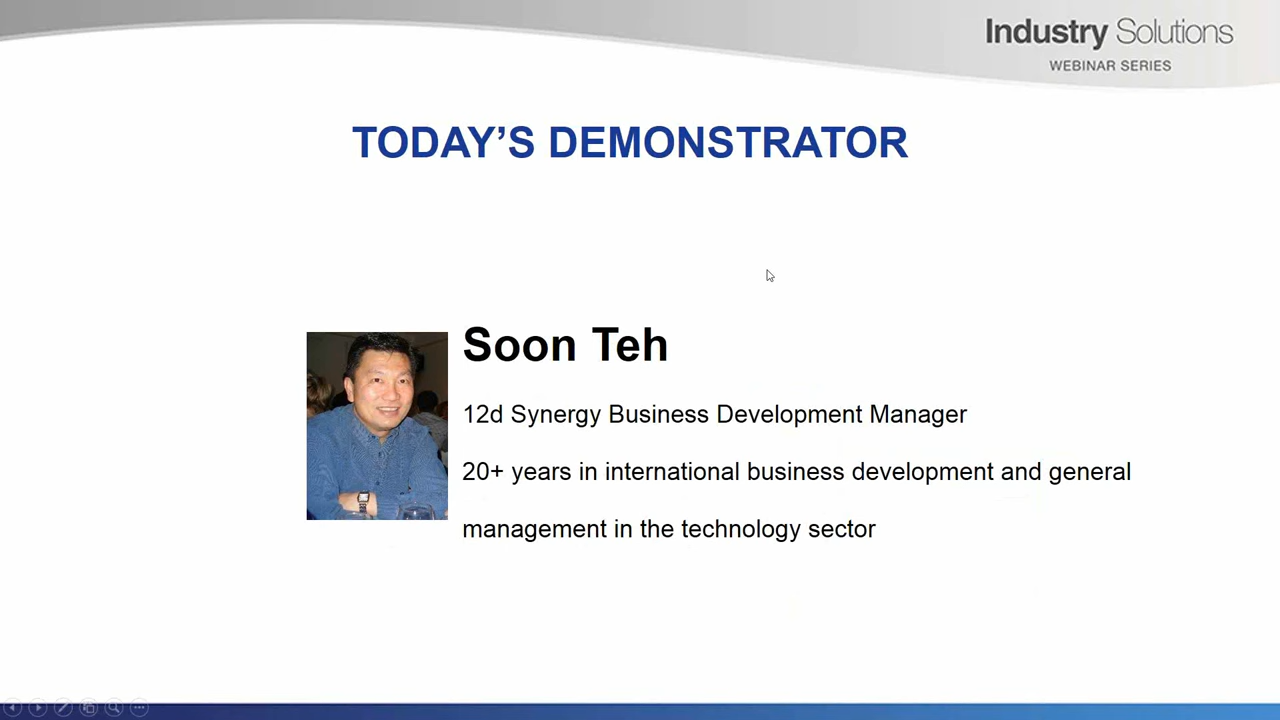 Industry Solutions
WEBINAR SERIES
TODAY’S DEMONSTRATOR
Soon Teh
12d Synergy Business Development Manager
20+ years in international business development and general
management in the technology sector